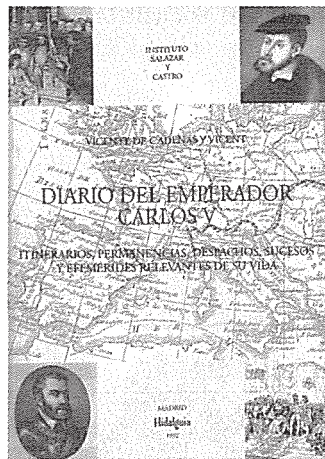 INSTITUTO
SALAZAR
Y
CASTRO
VICENTE DE CADENAS Y VICENT
DIARIO DEL EMPERADOR
CARLOS V
ITINERARIOS, PERMANENCIAS, DESPACHOS, SUCESOS
Y EFEMÉRIDES RELEVANTES DE SU VIDA
MADRID
Hidalguía
1992